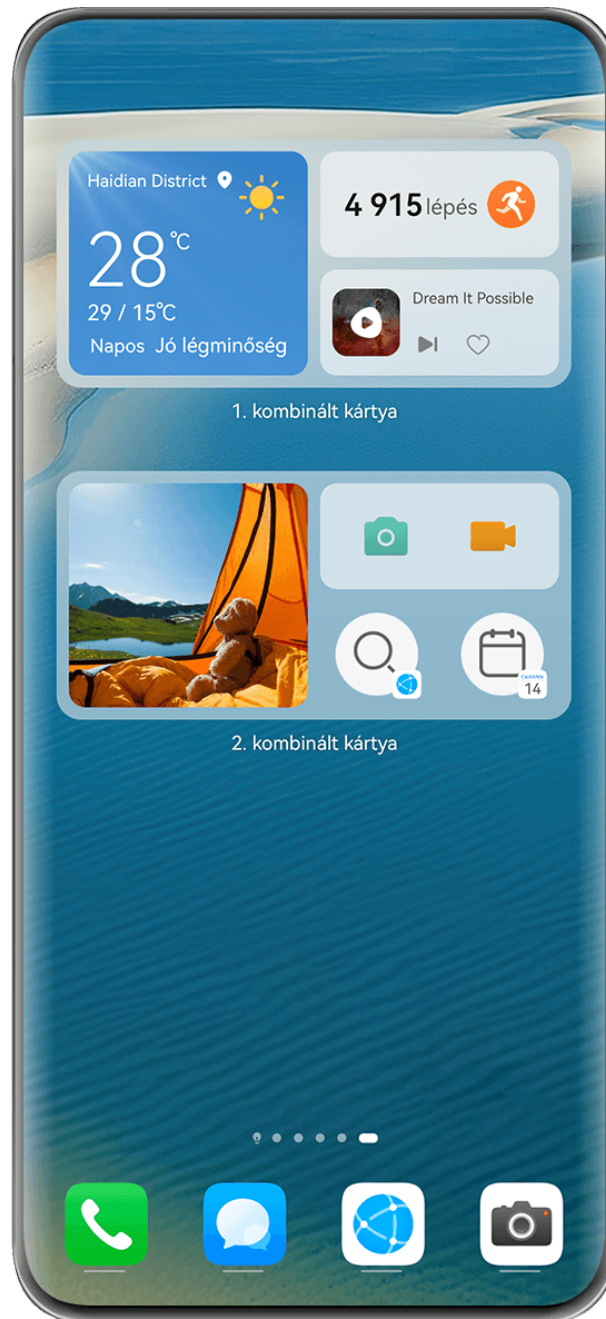 Haidian District
28°C
29 / 15°C
Napos Jó légminőség
4 915 lépés
Dream It Possible
1. kombinált kártya
14
2. kombinált kártya